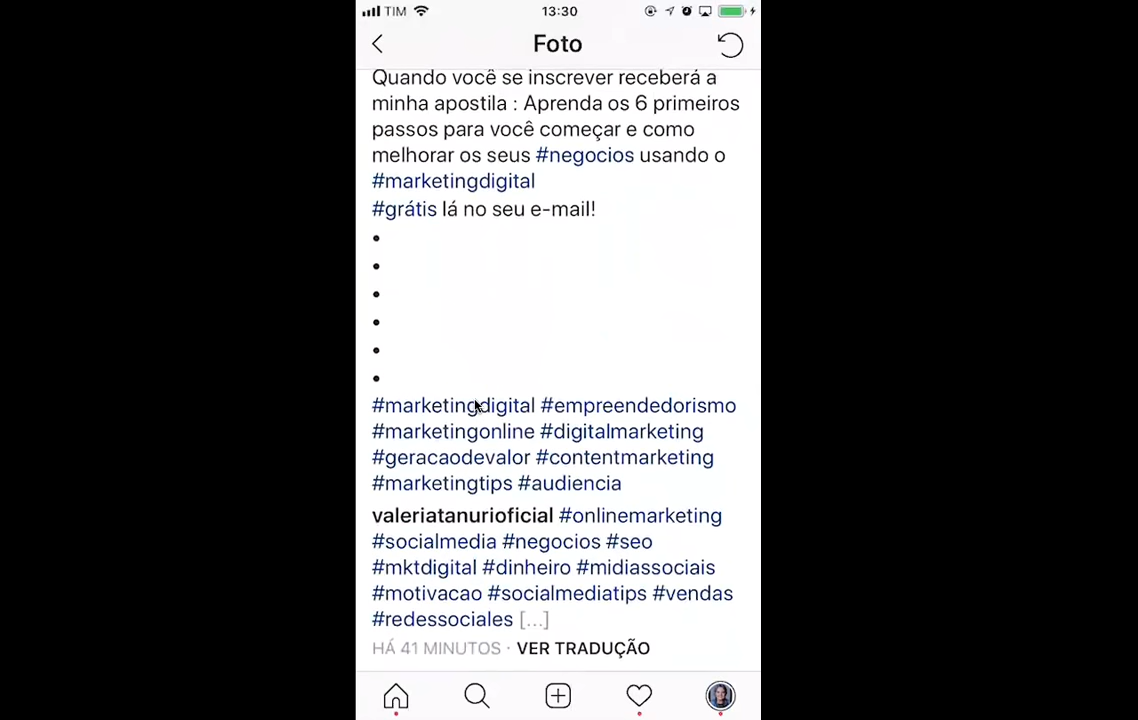 TIM 13:30
Foto
Quando você se inscrever receberá a
minha apostila : Aprenda os 6 primeiros
passos para você começar e como
melhorar os seus #negocios usando o
#marketingdigital
#grátis lá no seu e-mail!
•
•
•
•
•
•
#marketingdigital #empreendedorismo
#marketingonline #digitalmarketing
#geracaodevalor #contentmarketing
#marketingtips #audiencia
valeriatanurioficial #onlinemarketing
#socialmedia #negocios #seo
#mktdigital #dinheiro #midiassociais
#motivacao #socialmediatips #vendas
#redessociales [...]
HÁ 41 MINUTOS · VER TRADUÇÃO